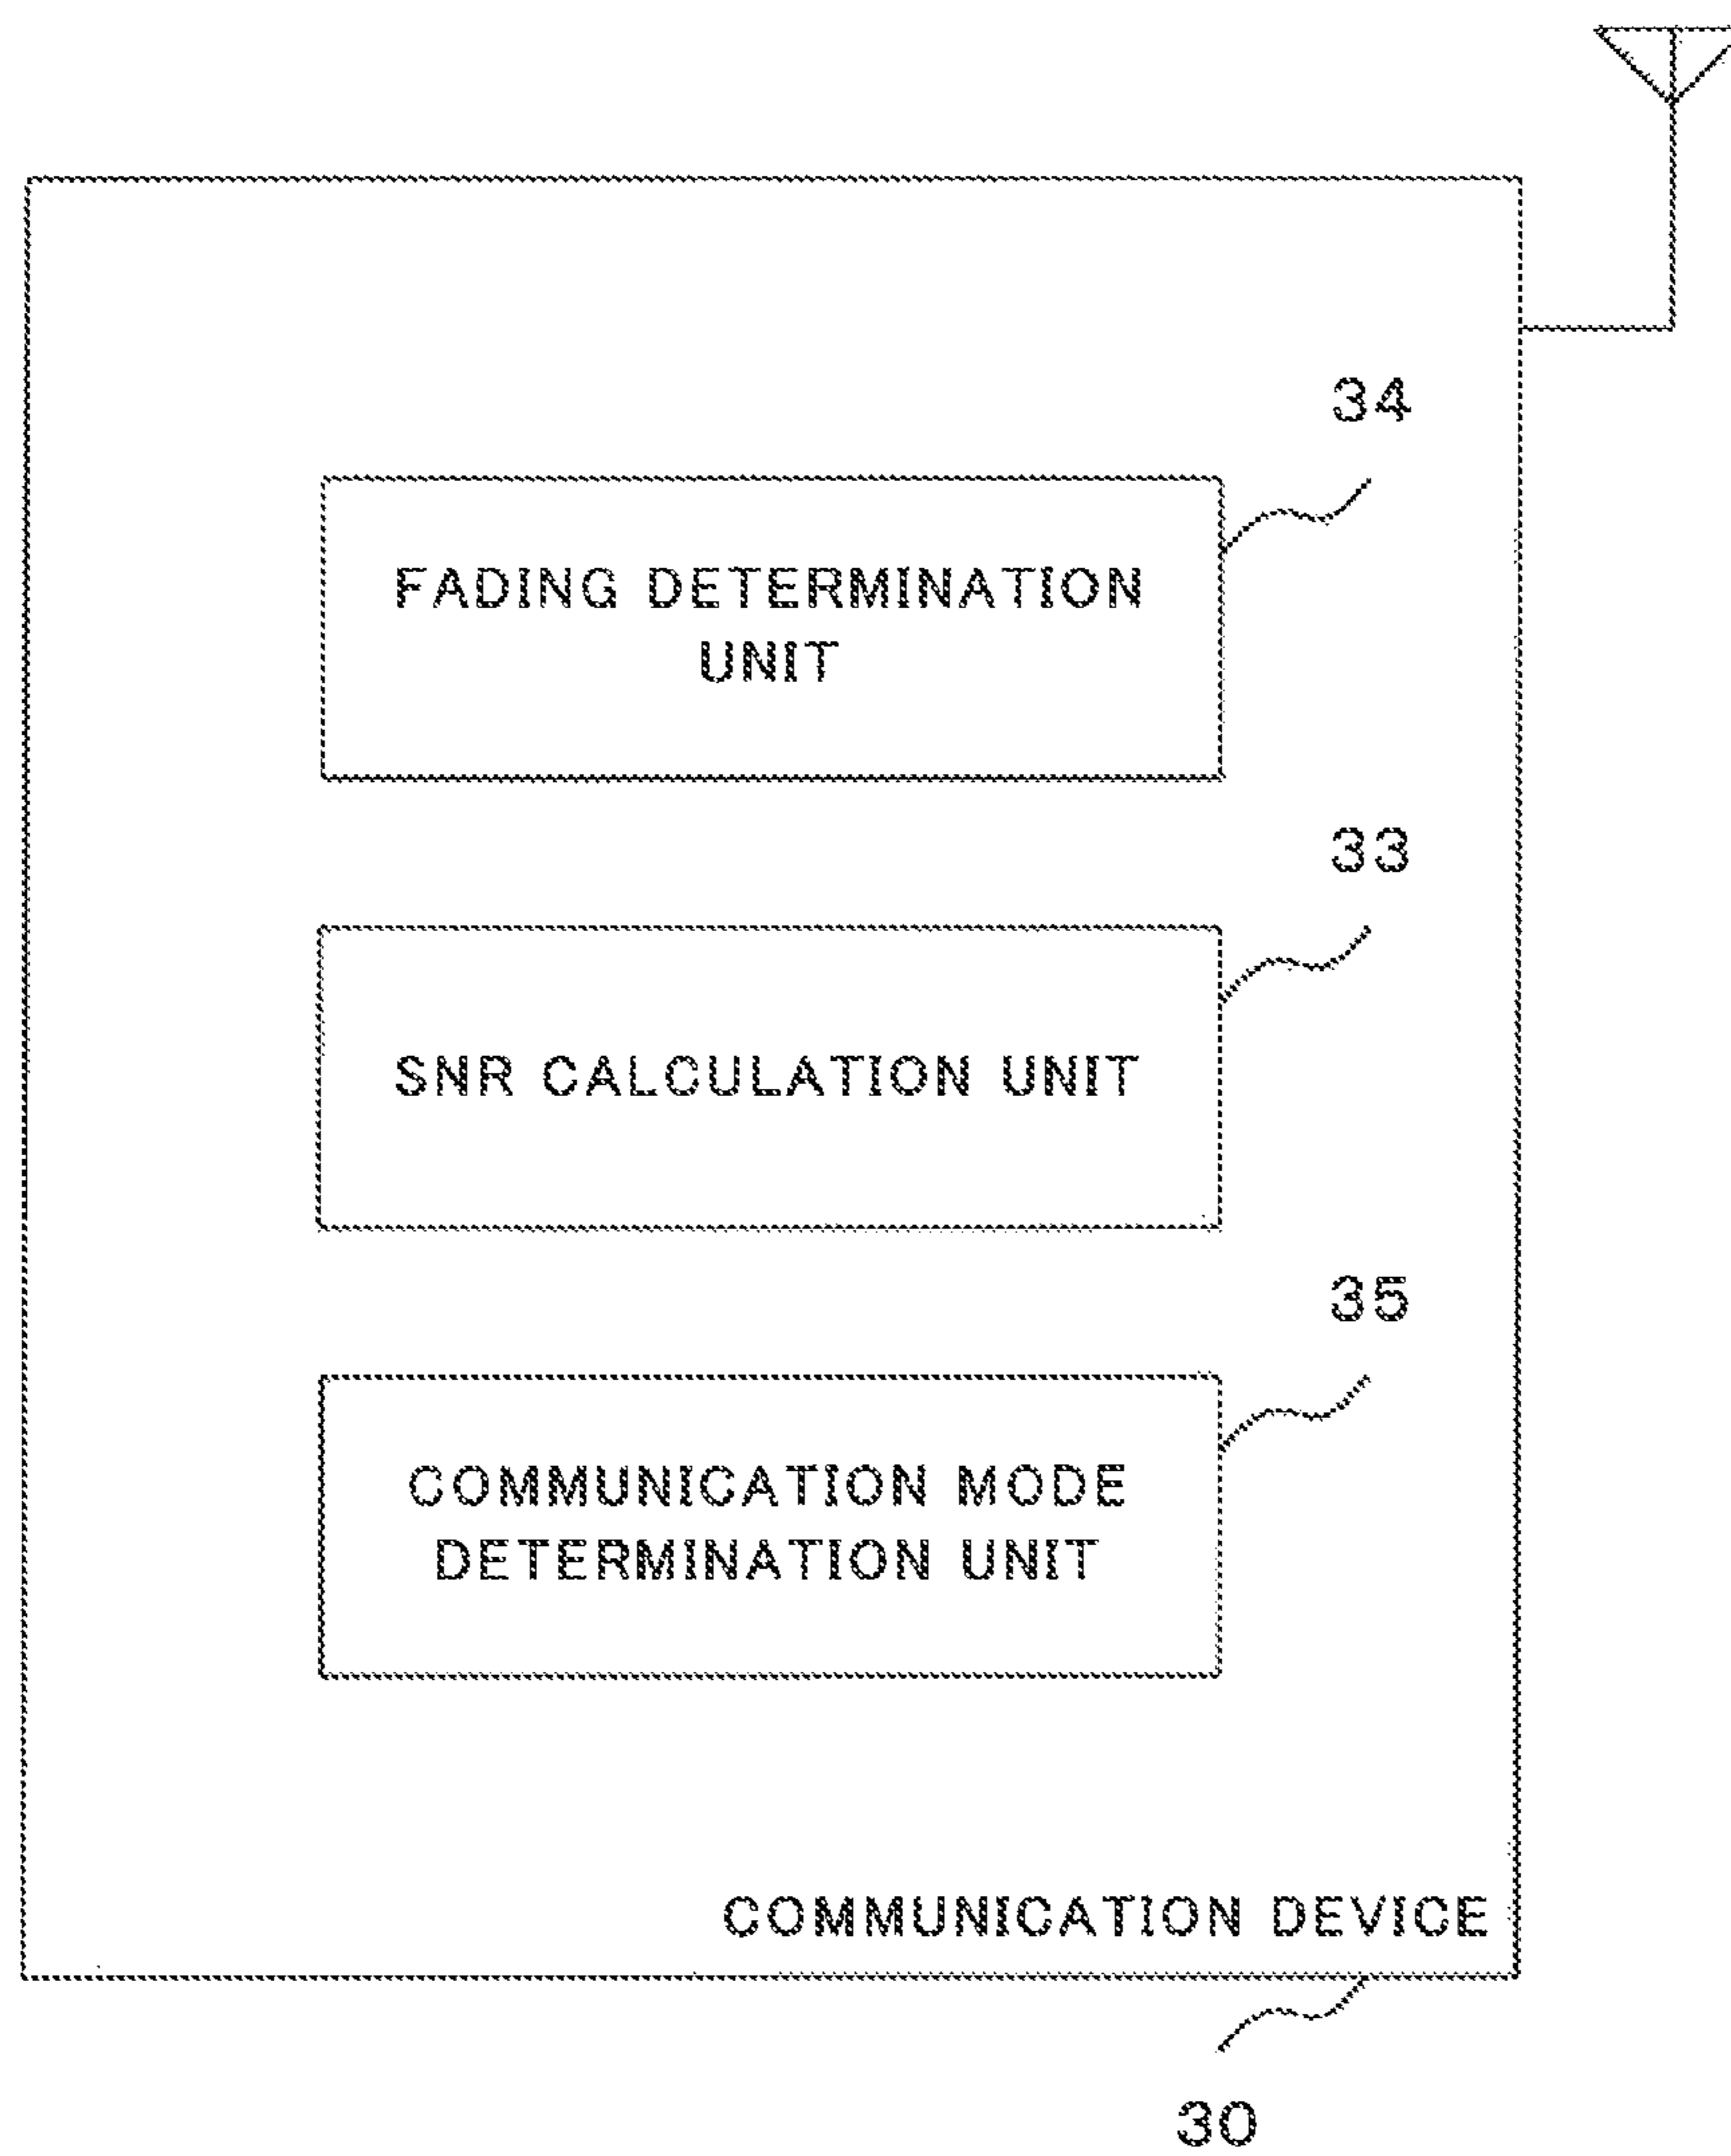 34
FADING DETERMINATION
UNIT
33
SNR CALCULATION UNIT
35
COMMUNICATION MODE
DETERMINATION UNIT
COMMUNICATION DEVICE
30